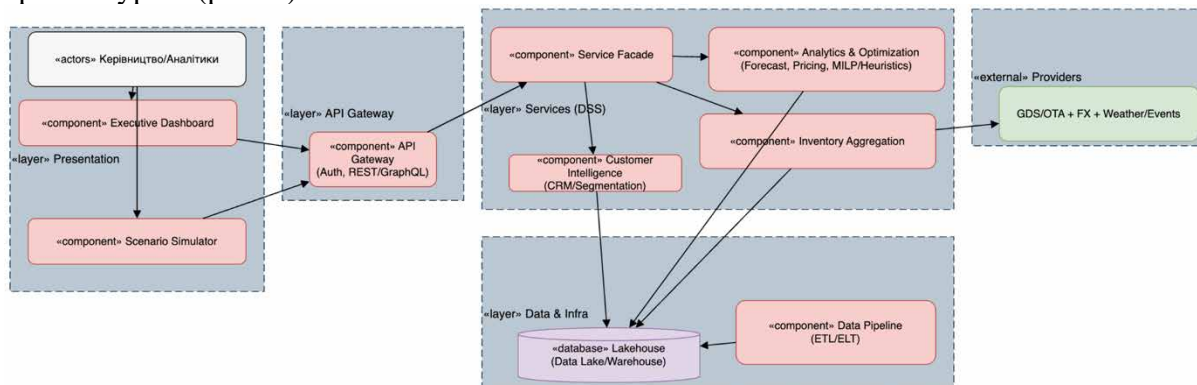 «actors» Керівництво/Аналітики
«component» Executive Dashboard
«layer» Presentation
«component» Scenario Simulator
«layer» API Gateway
«component» API
Gateway
(Auth, REST/GraphQL)
«component» Service Facade
«layer» Services (DSS)
«component» Customer
Intelligence
(CRM/Segmentation)
«component» Analytics & Optimization
(Forecast, Pricing, MILP/Heuristics)
«component» Inventory Aggregation
«external» Providers
GDS/OTA + FX + Weather/Events
«layer» Data & Infra
«database» Lakehouse
(Data Lake/Warehouse)
«component» Data Pipeline
(ETL/ELT)